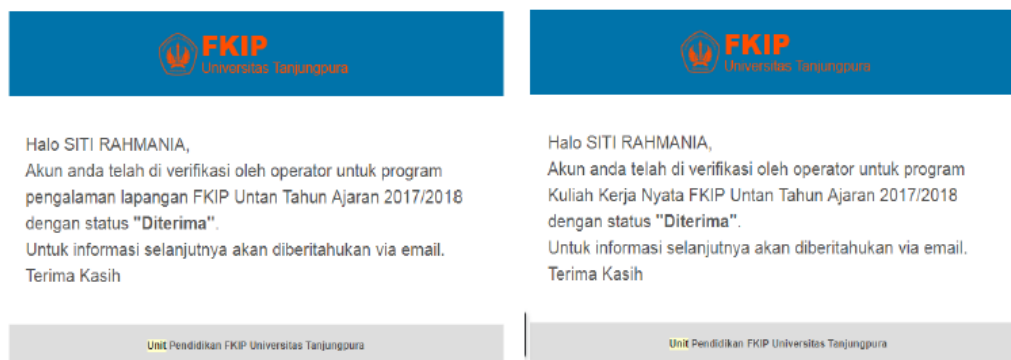 FKIP
Universitas Tanjungpura
Halo SITI RAHMANIA,
Akun anda telah di verifikasi oleh operator untuk program
pengalaman lapangan FKIP Untan Tahun Ajaran 2017/2018
dengan status "Diterima".
Untuk informasi selanjutnya akan diberitahukan via email.
Terima Kasih
Unit Pendidikan FKIP Universitas Tanjungpura
FKIP
Universitas Tanjungpura
Halo SITI RAHMANIA,
Akun anda telah di verifikasi oleh operator untuk program
Kuliah Kerja Nyata FKIP Untan Tahun Ajaran 2017/2018
dengan status "Diterima".
Untuk informasi selanjutnya akan diberitahukan via email.
Terima Kasih
Unit Pendidikan FKIP Universitas Tanjungpura